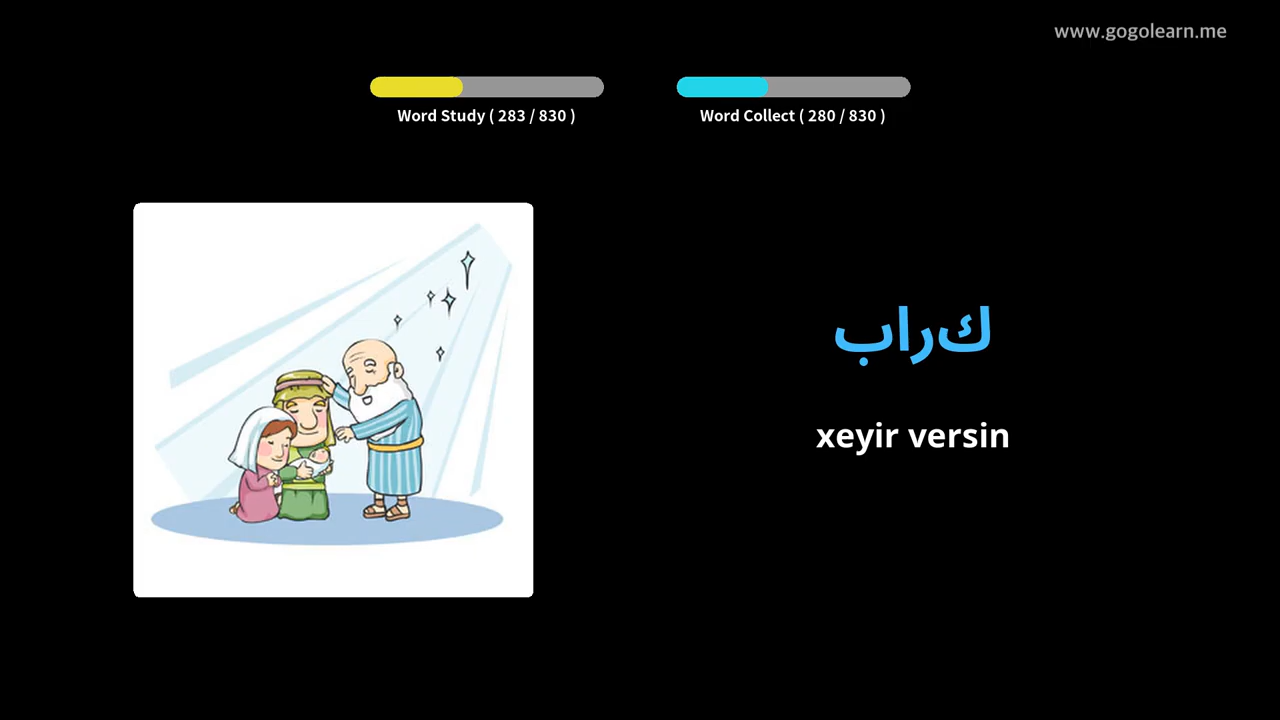 www.gogolearn.me
Word Study ( 283 / 830 )
Word Collect ( 280 / 830 )
كراب
xeyir versin